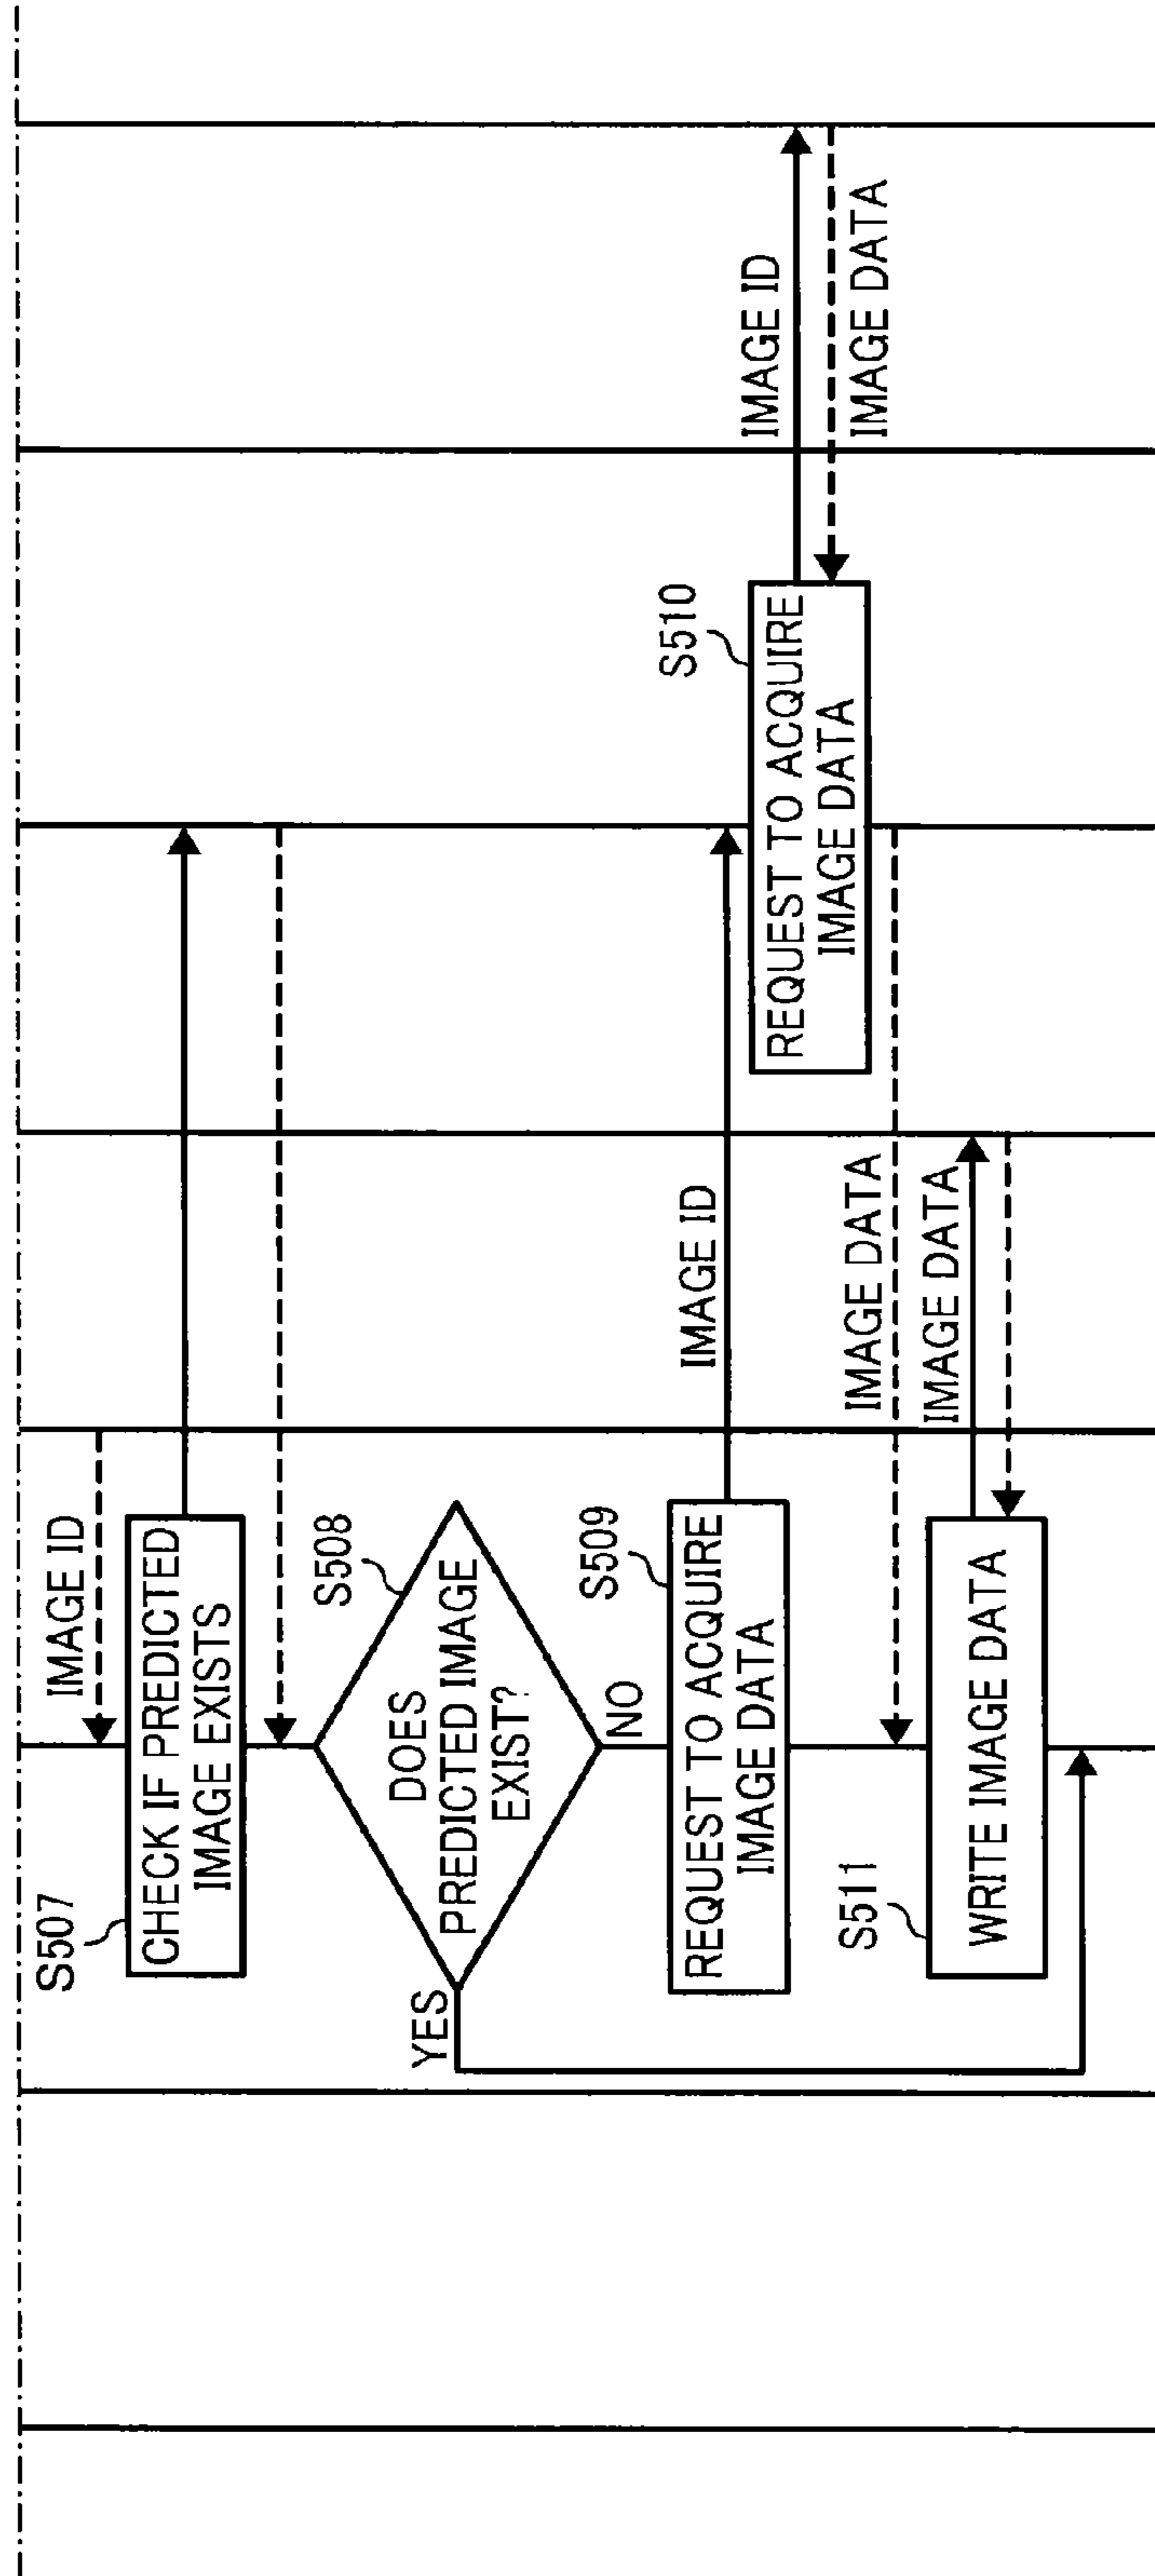 IMAGE ID
S507
CHECK IF PREDICTED
IMAGE EXISTS
S508
DOES
PREDICTED IMAGE
EXIST?
YES
NO
S509
REQUEST TO ACQUIRE
IMAGE DATA
IMAGE ID
S510
REQUEST TO ACQUIRE
IMAGE DATA
IMAGE ID
IMAGE DATA
IMAGE DATA
S511
WRITE IMAGE DATA
IMAGE DATA